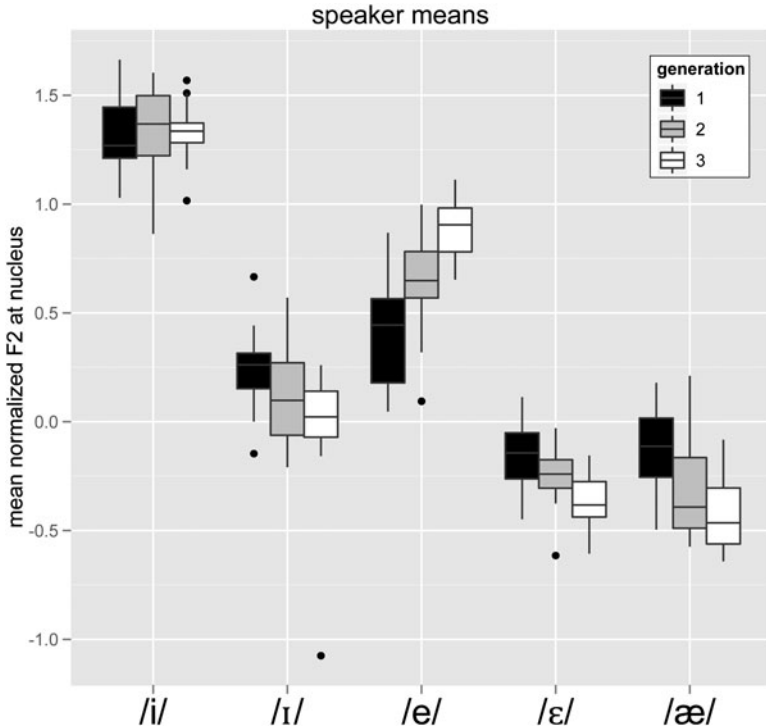 speaker means
mean normalized F2 at nucleus
1.5
1.0
0.5
0.0
-0.5
-1.0
generation
1
2
3
/i/ /ɪ/ /e/ /ɛ/ /æ/